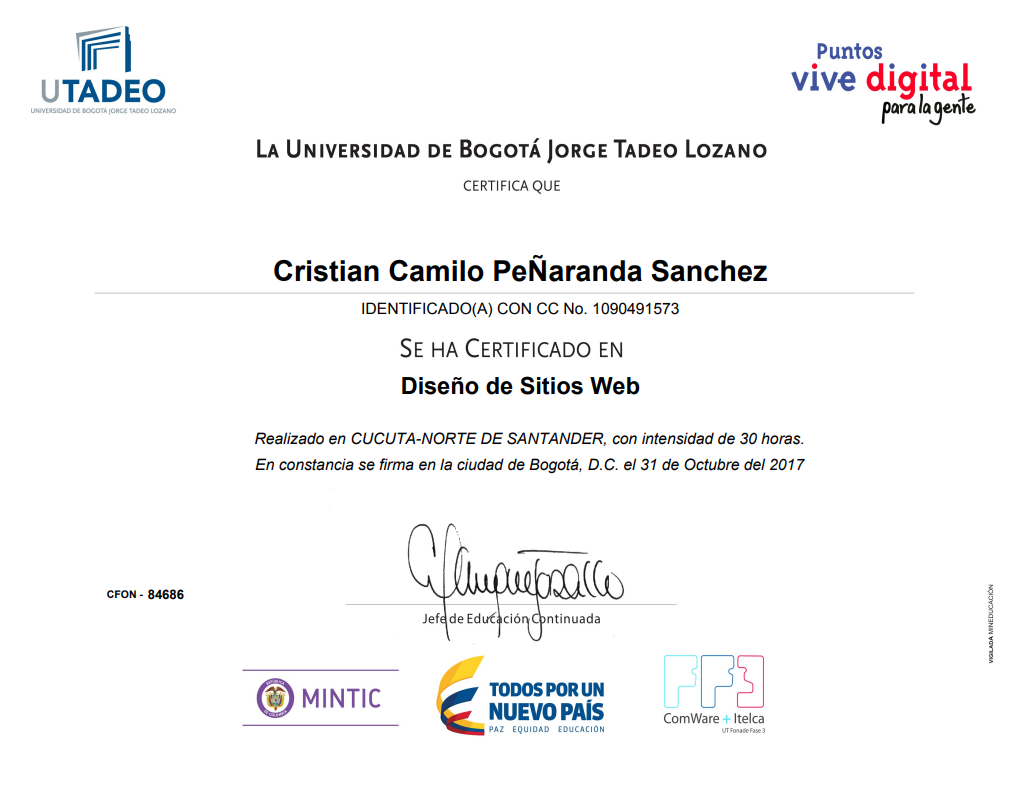 UTADEO
UNIVERSIDAD DE BOGOTÁ JORGE TADEO LOZANO
Puntos
vive digital
para la gente
LA UNIVERSIDAD DE BOGOTÁ JORGE TADEO LOZANO
CERTIFICA QUE
Cristian Camilo PeÑaranda Sanchez
IDENTIFICADO(A) CON CC No. 1090491573
SE HA CERTIFICADO EN
Diseño de Sitios Web
Realizado en CUCUTA-NORTE DE SANTANDER, con intensidad de 30 horas.
En constancia se firma en la ciudad de Bogotá, D.C. el 31 de Octubre del 2017
CFON - 84686
Jefe de Educación Continuada
VIGILADA MINEDUCACIÓN
MINTIC
TODOS POR UN
NUEVO PAÍS
PAZ EQUIDAD EDUCACIÓN
ComWare + Itelca
UT Fonade Fase 3